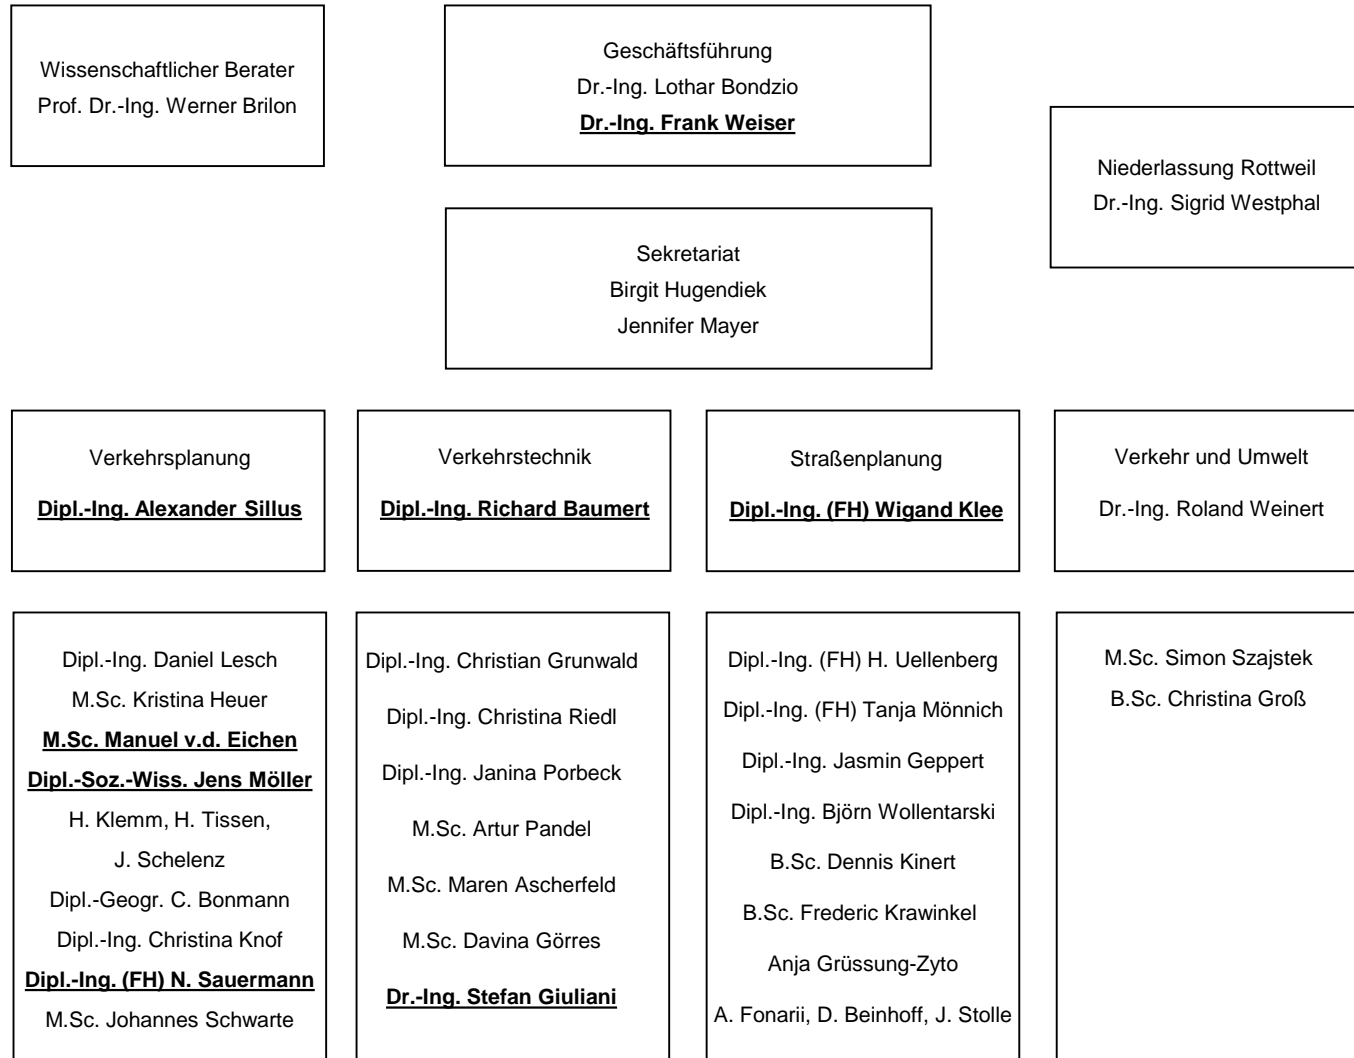 Wissenschaftlicher Berater
Prof. Dr.-Ing. Werner Brilon
Geschäftsführung
Dr.-Ing. Lothar Bondzio
Dr.-Ing. Frank Weiser
Niederlassung Rottweil
Dr.-Ing. Sigrid Westphal
Sekretariat
Birgit Hugendiek
Jennifer Mayer
Verkehrsplanung
Dipl.-Ing. Alexander Sillus
Verkehrstechnik
Dipl.-Ing. Richard Baumert
Straßenplanung
Dipl.-Ing. (FH) Wigand Klee
Verkehr und Umwelt
Dr.-Ing. Roland Weinert
Dipl.-Ing. Daniel Lesch
M.Sc. Kristina Heuer
M.Sc. Manuel v.d. Eichen
Dipl.-Soz.-Wiss. Jens Möller
H. Klemm, H. Tissen,
J. Schelenz
Dipl.-Geogr. C. Bonmann
Dipl.-Ing. Christina Knof
Dipl.-Ing. (FH) N. Sauermann
M.Sc. Johannes Schwarte
Dipl.-Ing. Christian Grunwald
Dipl.-Ing. Christina Riedl
Dipl.-Ing. Janina Porbeck
M.Sc. Artur Pandel
M.Sc. Maren Ascherfeld
M.Sc. Davina Görres
Dr.-Ing. Stefan Giuliani
Dipl.-Ing. (FH) H. Uellenberg
Dipl.-Ing. (FH) Tanja Mönnich
Dipl.-Ing. Jasmin Geppert
Dipl.-Ing. Björn Wollentarski
B.Sc. Dennis Kinert
B.Sc. Frederic Krawinkel
Anja Grüssung-Zyto
A. Fonarii, D. Beinhoff, J. Stolle
M.Sc. Simon Szajstek
B.Sc. Christina Groß